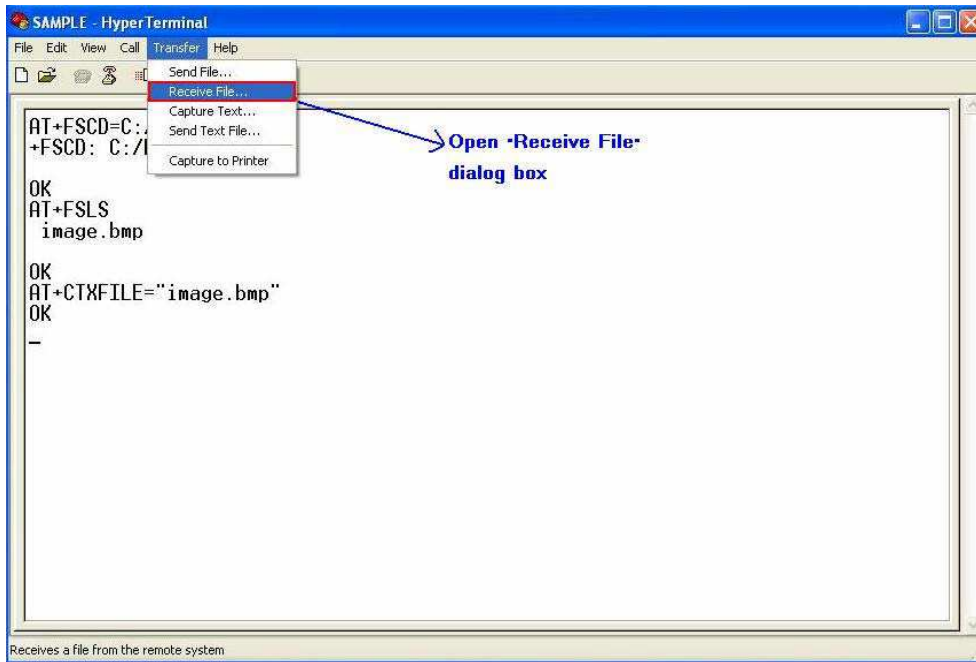 SAMPLE - HyperTerminal
File Edit View Call Transfer Help
Send File...
Receive File...
Capture Text...
Send Text File...
Capture to Printer
AT+FSCD=C:/
+FSCD: C:/
OK
AT+FSLS
image.bmp
OK
AT+CTXFILE="image.bmp"
OK
Open -Receive File-
dialog box
Receives a file from the remote system